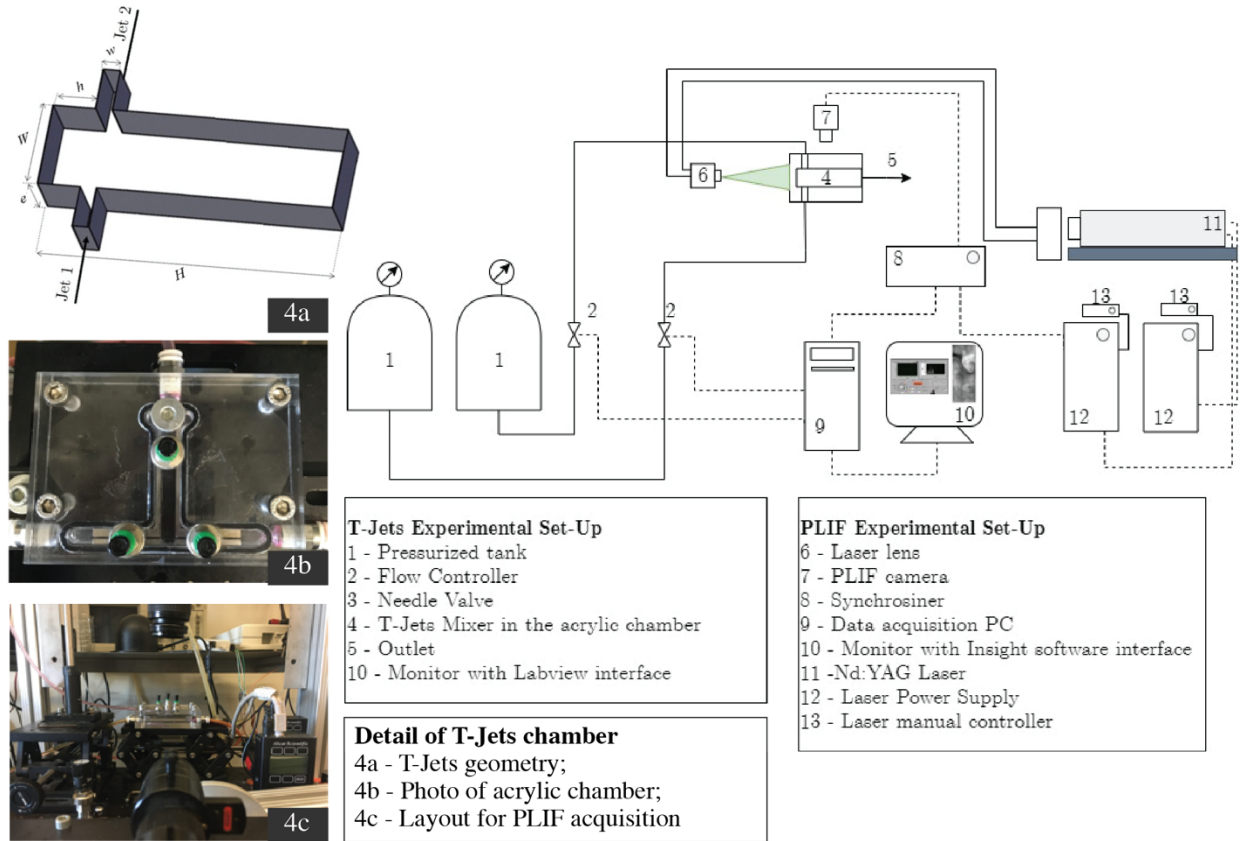 Jet 2
w
h
W
e
Jet 1
H
4a
4b
4c
1
1
2
2
7
6
4
5
8
11
13
13
9
10
12
12
T-Jets Experimental Set-Up
1 - Pressurized tank
2 - Flow Controller
3 - Needle Valve
4 - T-Jets Mixer in the acrylic chamber
5 - Outlet
10 - Monitor with Labview interface
Detail of T-Jets chamber
4a - T-Jets geometry;
4b - Photo of acrylic chamber;
4c - Layout for PLIF acquisition
PLIF Experimental Set-Up
6 - Laser lens
7 - PLIF camera
8 - Synchrosiner
9 - Data acquisition PC
10 - Monitor with Insight software interface
11 -Nd:YAG Laser
12 - Laser Power Supply
13 - Laser manual controller